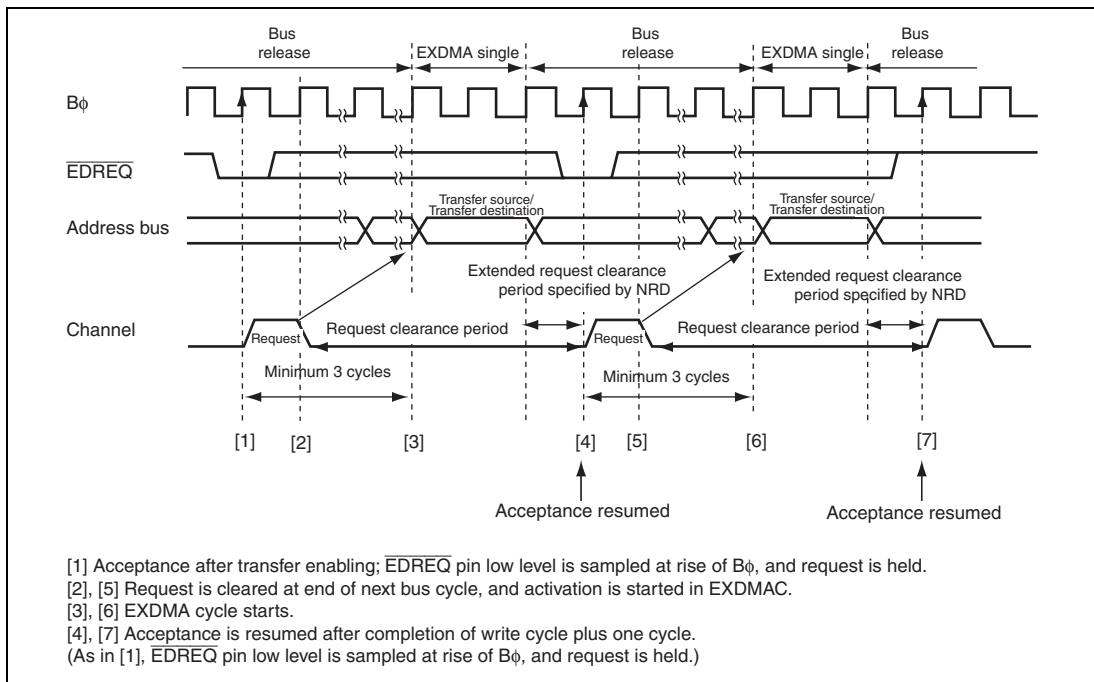 Bus release
EXDMA single
Bus release
EXDMA single
Bus release
Bφ
EDREQ
Address bus
Transfer source/
Transfer destination
Transfer source/
Transfer destination
Extended request clearance
period specified by NRD
Extended request clearance
period specified by NRD
Channel
Request
Request clearance period
Request
Request clearance period
Minimum 3 cycles
Minimum 3 cycles
[1]
[2]
[3]
[4]
[5]
[6]
[7]
Acceptance resumed
Acceptance resumed
[1] Acceptance after transfer enabling; EDREQ pin low level is sampled at rise of Bφ, and request is held.
[2], [5] Request is cleared at end of next bus cycle, and activation is started in EXDMAC.
[3], [6] EXDMA cycle starts.
[4], [7] Acceptance is resumed after completion of write cycle plus one cycle.
(As in [1], EDREQ pin low level is sampled at rise of Bφ, and request is held.)